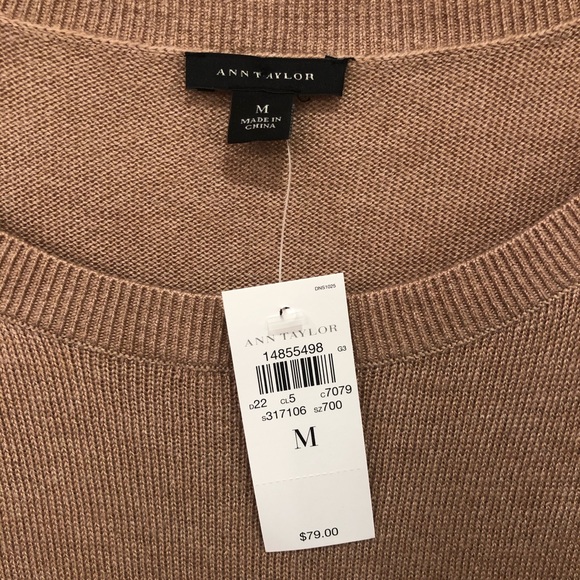 ANN TAYLOR
M
MADE IN
CHINA
DNS1025
ANN TAYLOR
14855498 G3
D22 CL5 C7079
S317106 SZ700
M
$79.00